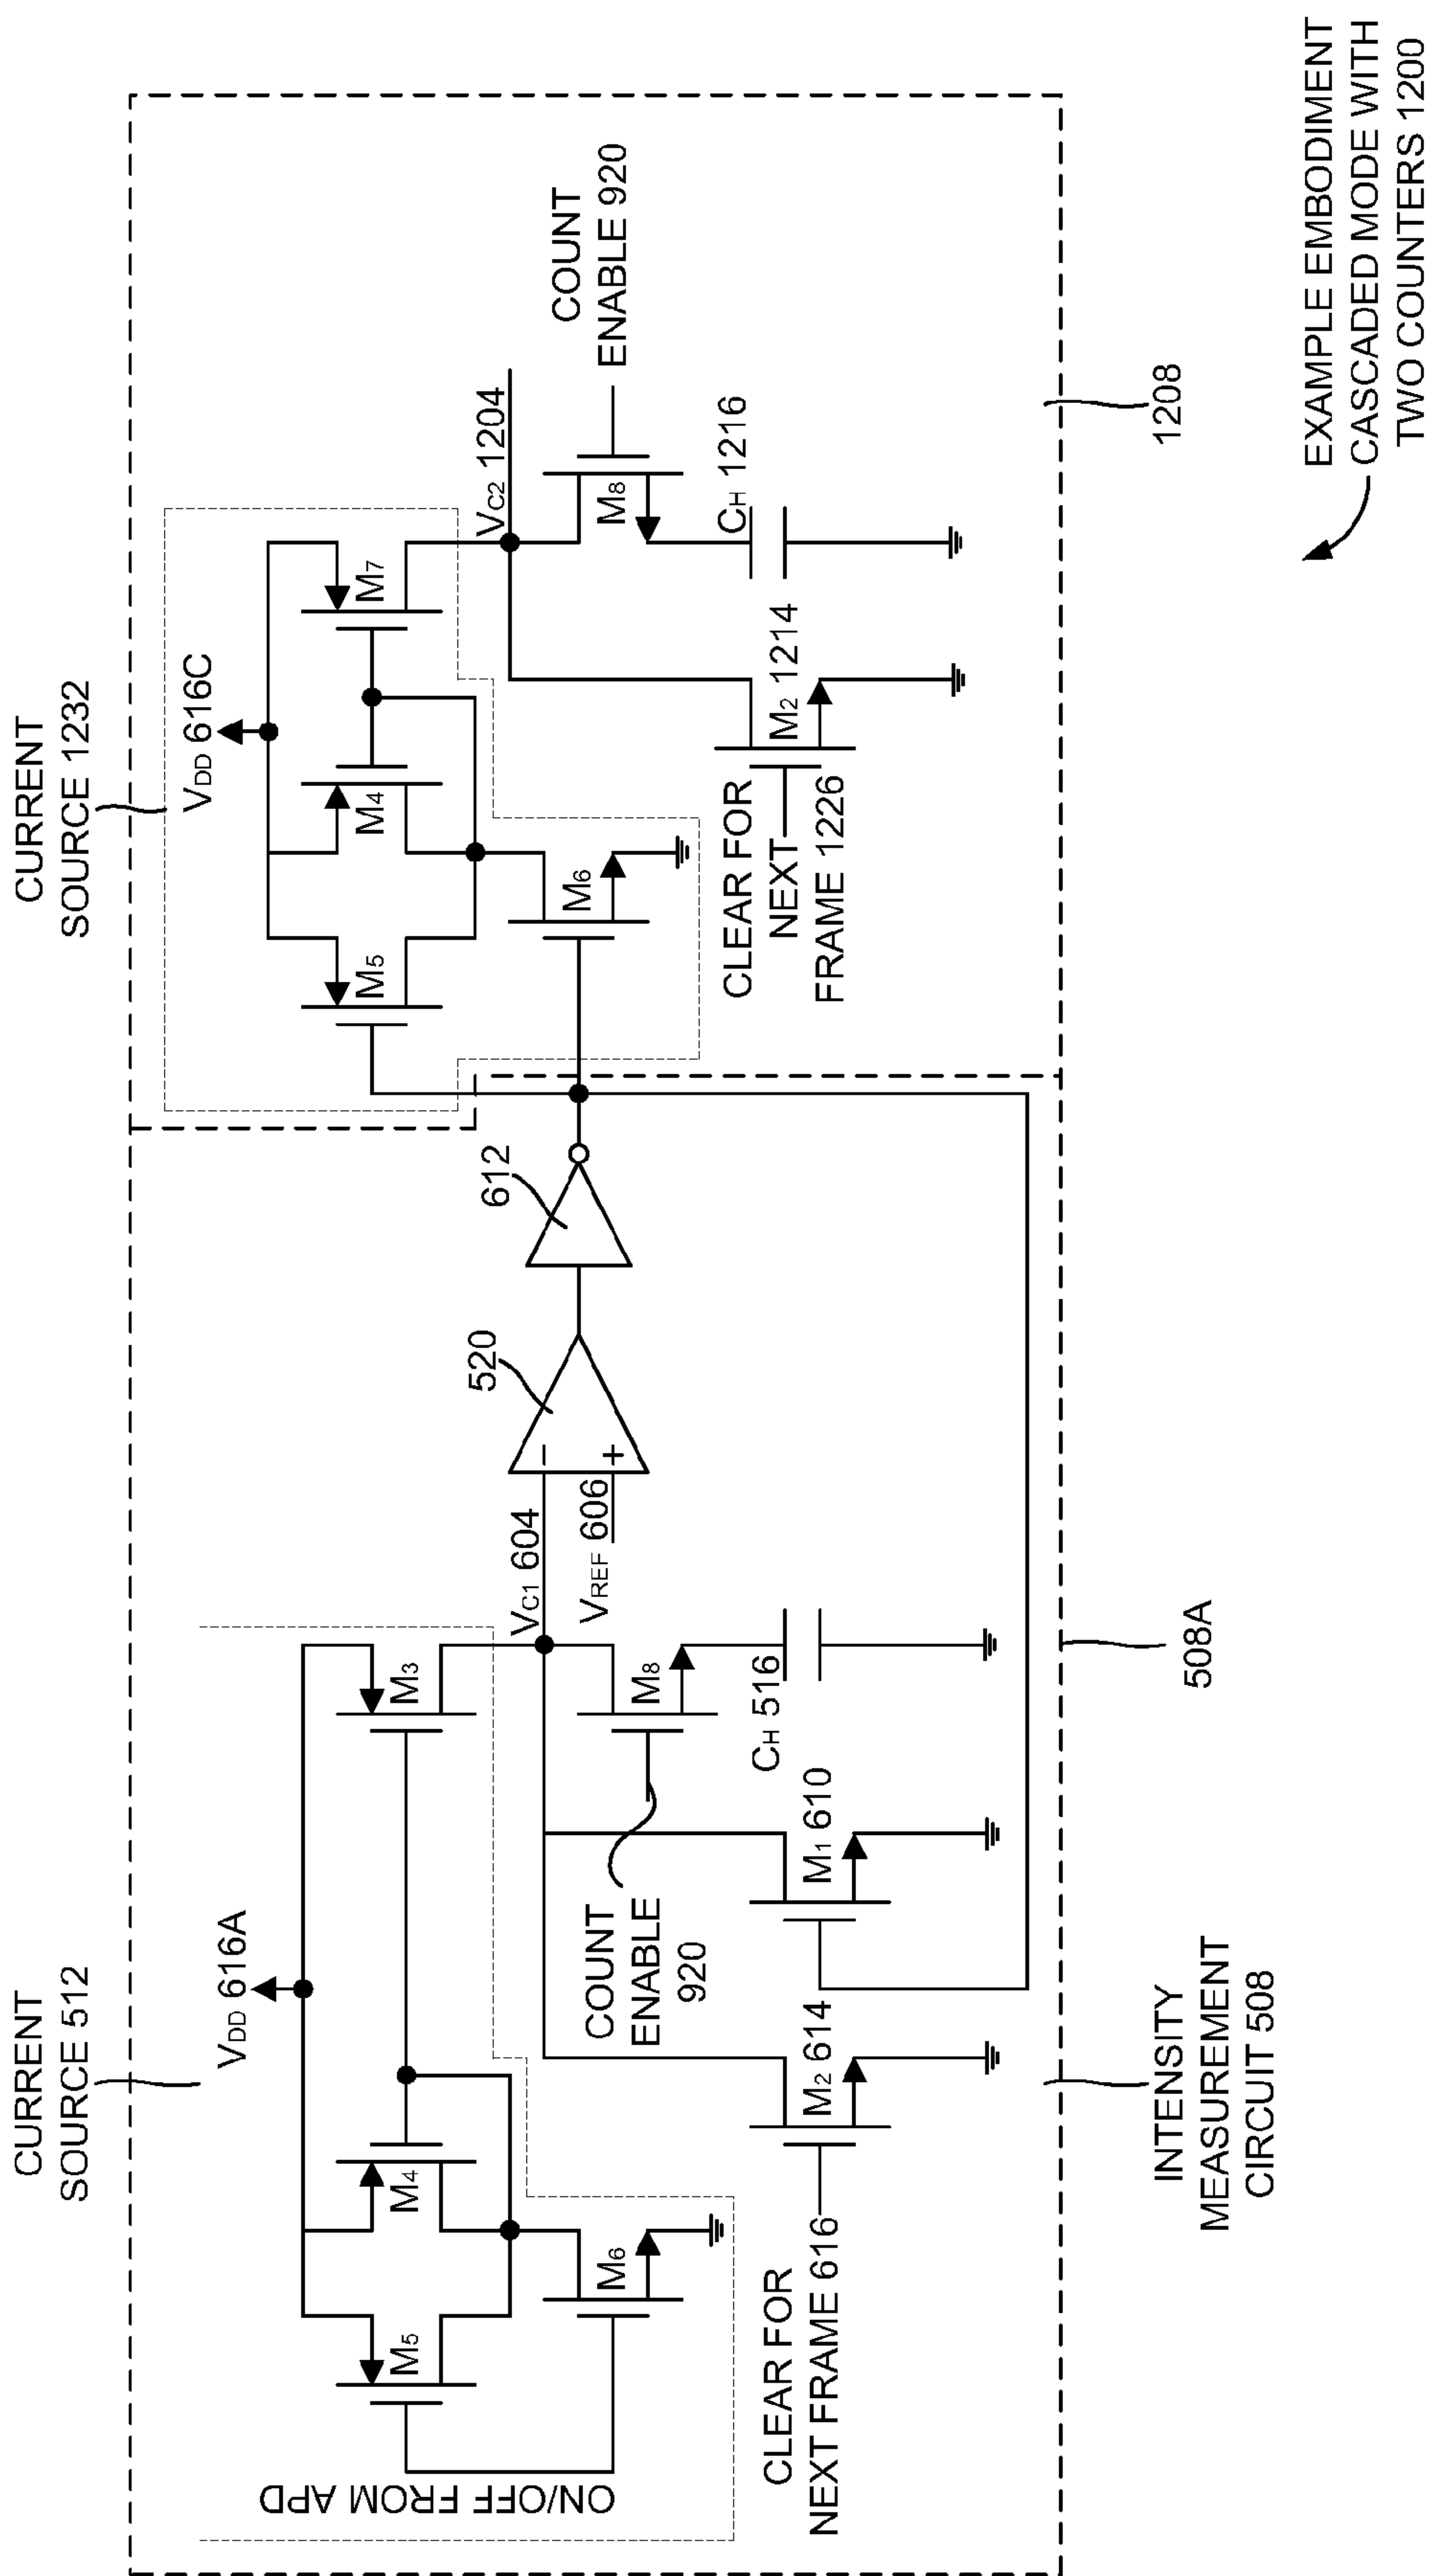 CURRENT
SOURCE 512
VDD 616A
M5
M4
M3
M6
ON/OFF FROM APD
CLEAR FOR
NEXT FRAME 616
M2 614
COUNT
ENABLE
920
M1 610
M8
CH 516
VC1 604
VREF 606
−
+
520
612
INTENSITY
MEASUREMENT
CIRCUIT 508
508A
CURRENT
SOURCE 1232
VDD 616C
M5
M4
M7
M6
VC2 1204
COUNT
ENABLE 920
M8
CH 1216
M2 1214
CLEAR FOR
NEXT
FRAME 1226
1208
EXAMPLE EMBODIMENT
CASCADED MODE WITH
TWO COUNTERS 1200